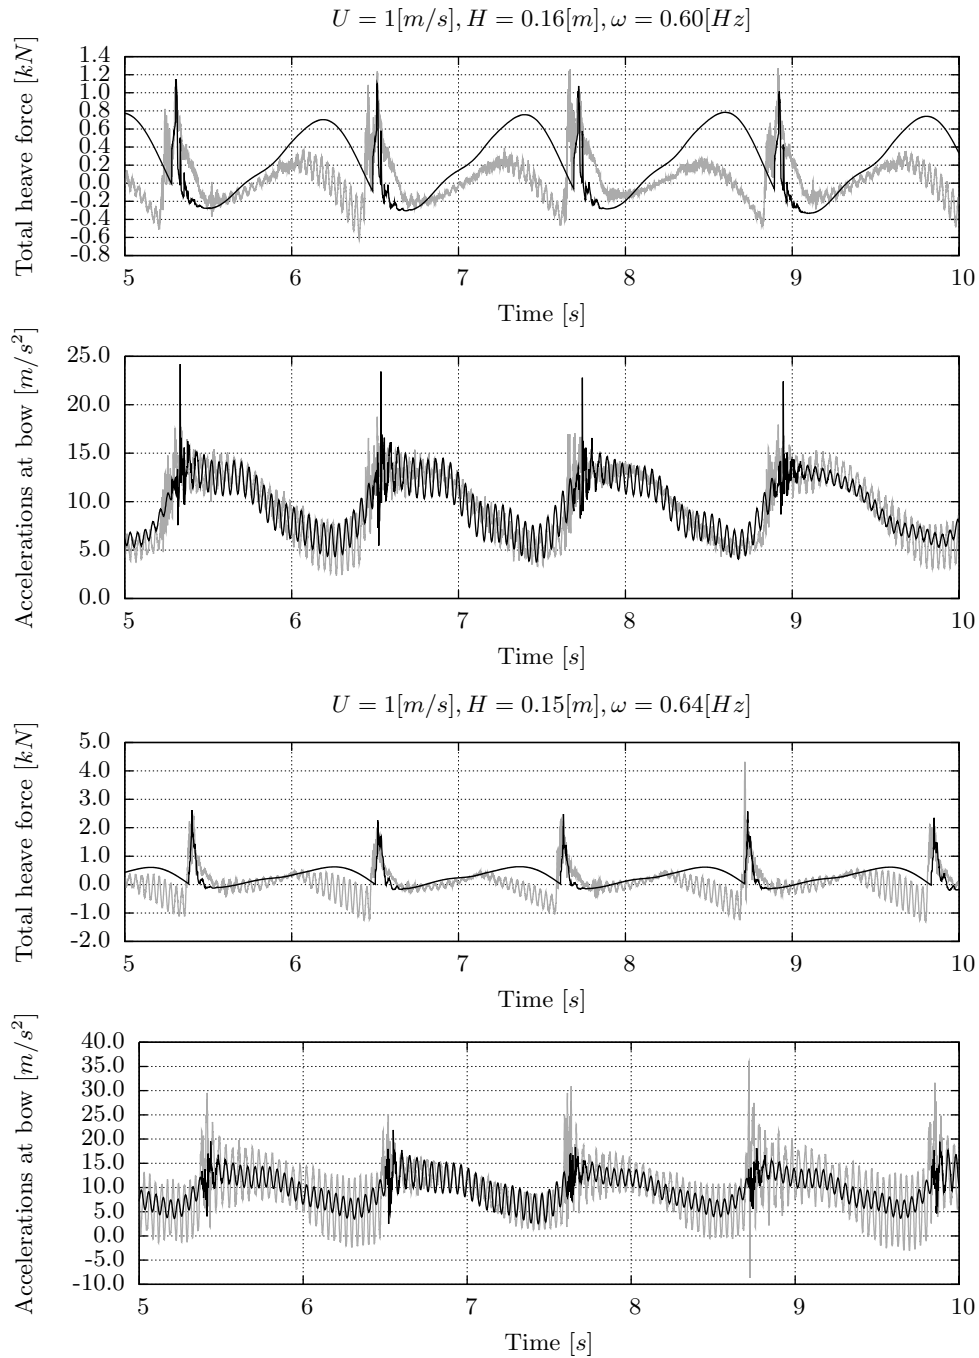 U = 1[m/s], H = 0.16[m], ω = 0.60[Hz]
Total heave force [kN]
1.4
1.2
1.0
0.8
0.6
0.4
0.2
0.0
-0.2
-0.4
-0.6
-0.8
5 6 7 8 9 10
Time [s]
Accelerations at bow [m/s²]
25.0
20.0
15.0
10.0
5.0
0.0
5 6 7 8 9 10
Time [s]
U = 1[m/s], H = 0.15[m], ω = 0.64[Hz]
Total heave force [kN]
5.0
4.0
3.0
2.0
1.0
0.0
-1.0
-2.0
5 6 7 8 9 10
Time [s]
Accelerations at bow [m/s²]
40.0
35.0
30.0
25.0
20.0
15.0
10.0
5.0
0.0
-5.0
-10.0
5 6 7 8 9 10
Time [s]